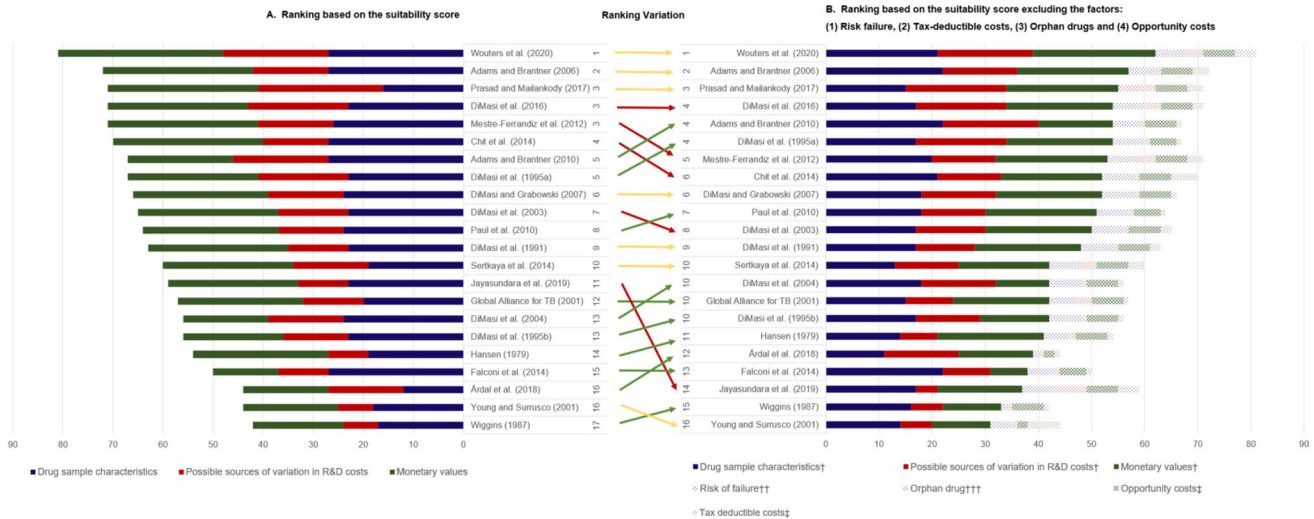 A. Ranking based on the suitability score
Ranking Variation
B. Ranking based on the suitability score excluding the factors:
(1) Risk failure, (2) Tax-deductible costs, (3) Orphan drugs and (4) Opportunity costs
Wouters et al. (2020) 1 1 Wouters et al. (2020)
Adams and Brantner (2006) 2 2 Adams and Brantner (2006)
Prasad and Mailankody (2017) 3 3 Prasad and Mailankody (2017)
DiMasi et al. (2016) 3 4 DiMasi et al. (2016)
Mestre-Ferrandiz et al. (2012) 3 4 Adams and Brantner (2010)
Chit et al. (2014) 4 4 DiMasi et al. (1995a)
Adams and Brantner (2010) 5 5 Mestre-Ferrandiz et al. (2012)
DiMasi et al. (1995a) 5 6 Chit et al. (2014)
DiMasi and Grabowski (2007) 6 6 DiMasi and Grabowski (2007)
DiMasi et al. (2003) 7 7 Paul et al. (2010)
Paul et al. (2010) 8 8 DiMasi et al. (2003)
DiMasi et al. (1991) 9 9 DiMasi et al. (1991)
Sertkaya et al. (2014) 10 10 Sertkaya et al. (2014)
Jayasundara et al. (2019) 11 10 DiMasi et al. (2004)
Global Alliance for TB (2001) 12 10 Global Alliance for TB (2001)
DiMasi et al. (2004) 13 10 DiMasi et al. (1995b)
DiMasi et al. (1995b) 13 11 Hansen (1979)
Hansen (1979) 14 12 Årdal et al. (2018)
Falconi et al. (2014) 15 13 Falconi et al. (2014)
Årdal et al. (2018) 16 14 Jayasundara et al. (2019)
Young and Surrusco (2001) 16 15 Wiggins (1987)
Wiggins (1987) 17 16 Young and Surrusco (2001)
90 80 70 60 50 40 30 20 10 0
0 10 20 30 40 50 60 70 80 90
Drug sample characteristics Possible sources of variation in R&D costs Monetary values
Drug sample characteristics† Possible sources of variation in R&D costs† Monetary values†
Risk of failure†† Orphan drug††† Opportunity costs‡
Tax deductible costs‡